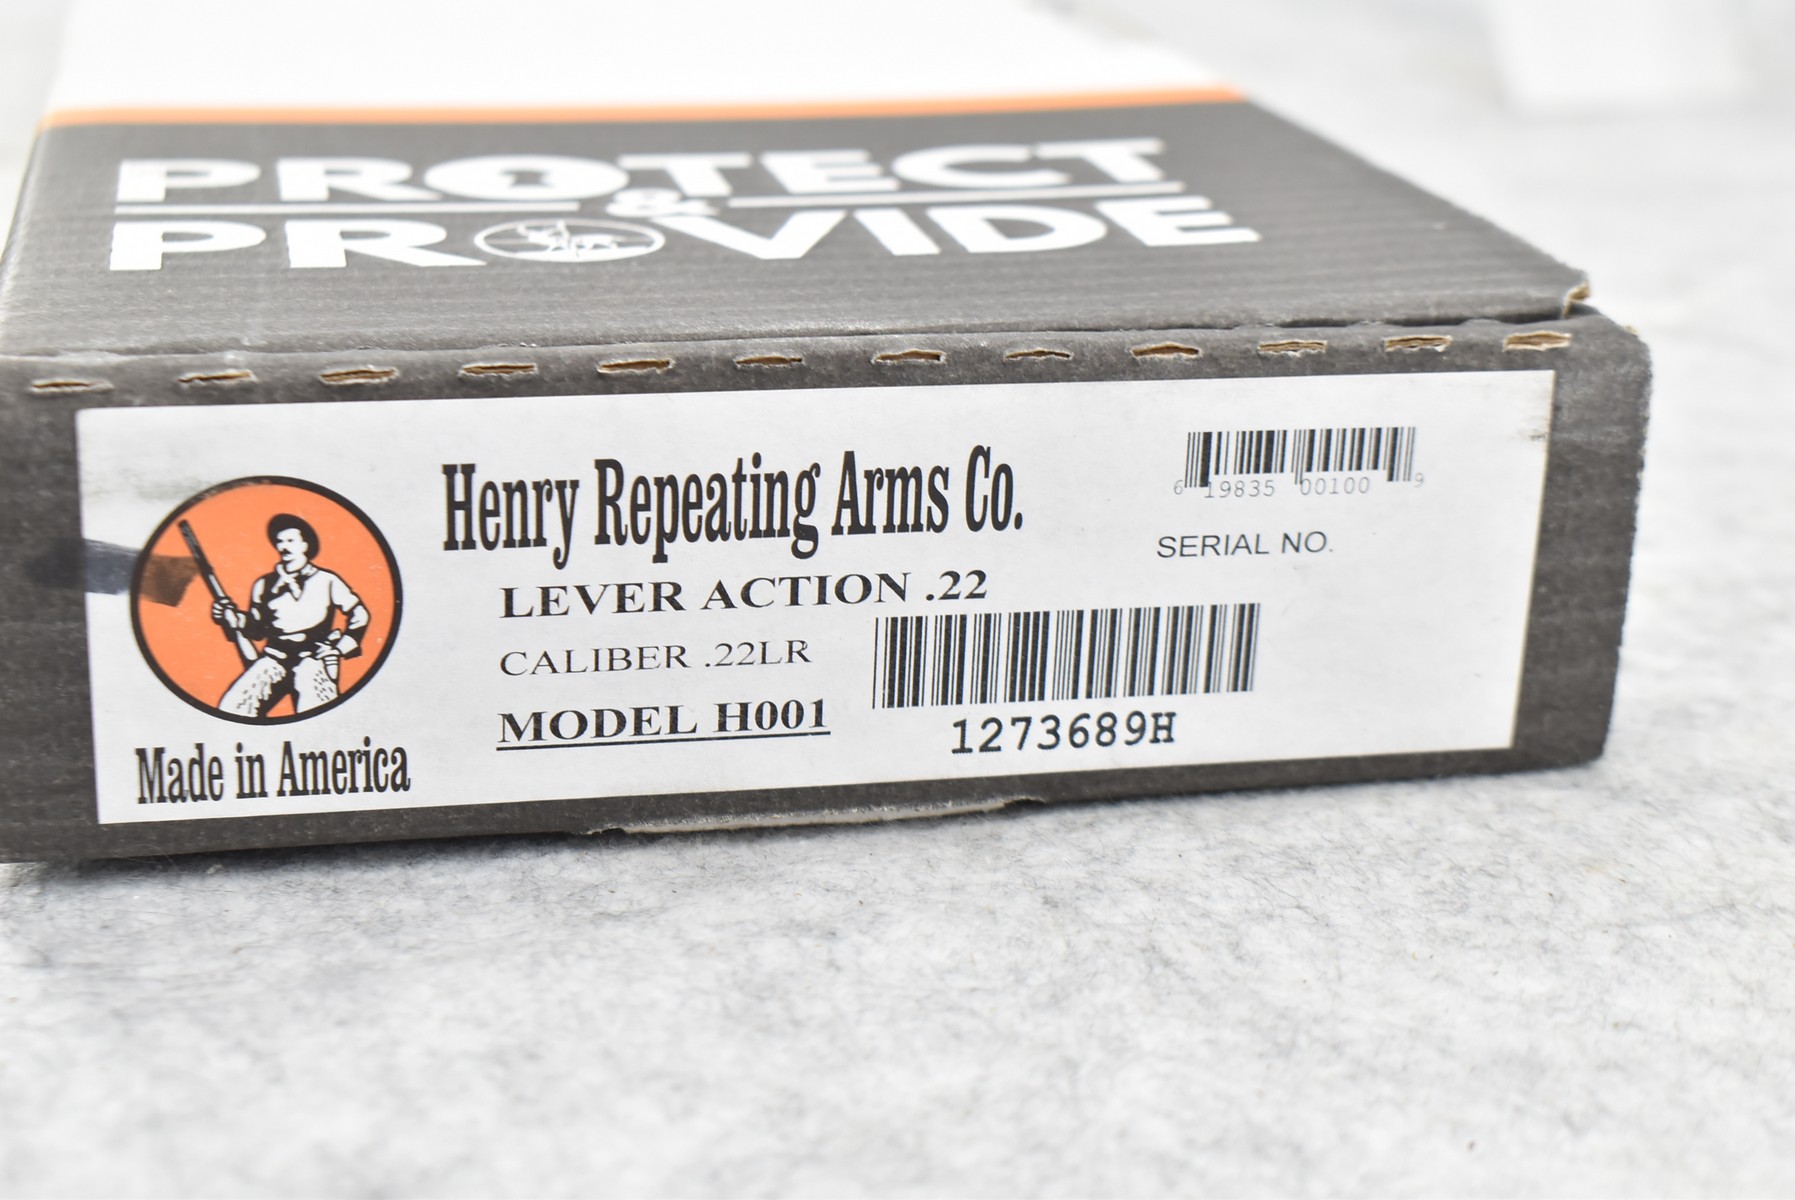 PROTECT
&
PROVIDE
Henry Repeating Arms Co.
LEVER ACTION .22
CALIBER .22LR
MODEL H001
Made in America
6 19835 00100 9
SERIAL NO.
1273689H